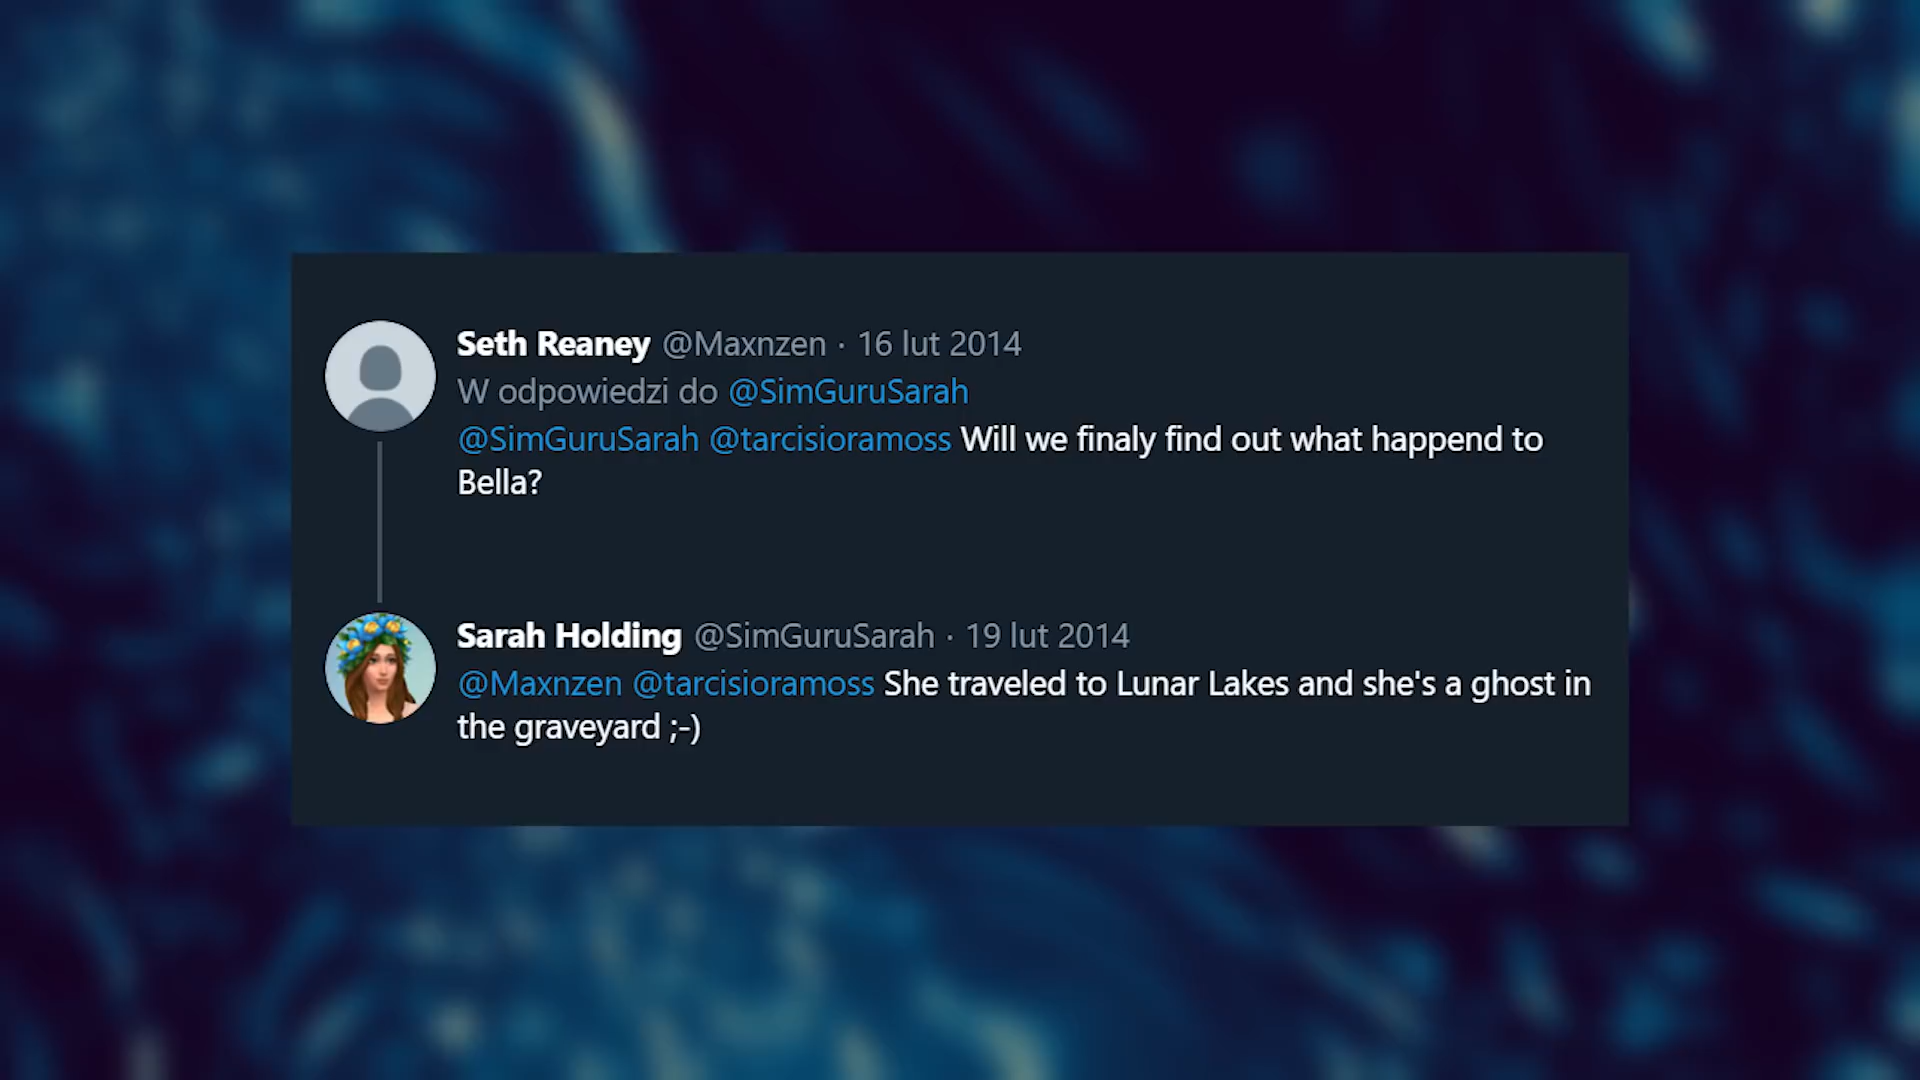 Seth Reaney @Maxnzen · 16 lut 2014
W odpowiedzi do @SimGuruSarah
@SimGuruSarah @tarcisioramoss Will we finaly find out what happend to
Bella?
Sarah Holding @SimGuruSarah · 19 lut 2014
@Maxnzen @tarcisioramoss She traveled to Lunar Lakes and she's a ghost in
the graveyard ;-)